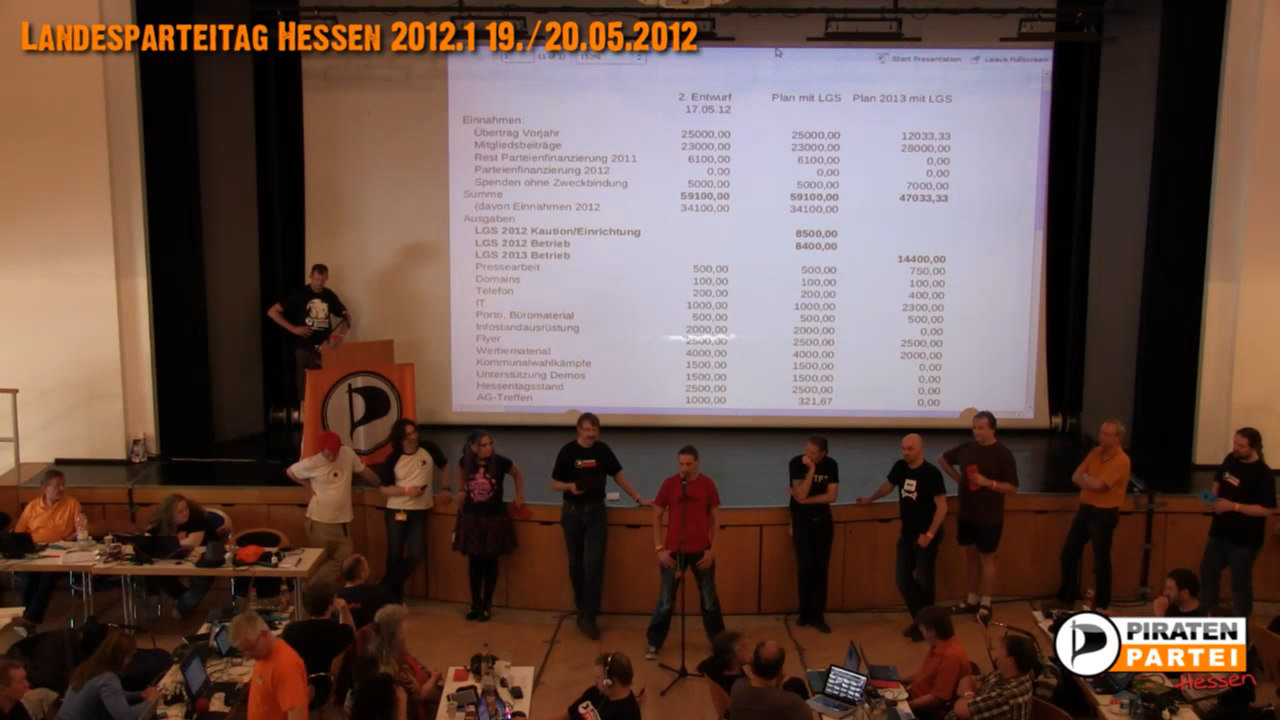 LANDESPARTEITAG HESSEN 2012.1 19./20.05.2012
Start Presentation Leave Fullscreen
2. Entwurf Plan mit LGS Plan 2013 mit LGS
17.05.12
Einnahmen:
Übertrag Vorjahr 25000,00 25000,00 12033,33
Mitgliedsbeiträge 23000,00 23000,00 28000,00
Rest Parteienfinanzierung 2011 6100,00 6100,00 0,00
Parteienfinanzierung 2012 0,00 0,00 0,00
Spenden ohne Zweckbindung 5000,00 5000,00 7000,00
Summe 59100,00 59100,00 47033,33
(davon Einnahmen 2012 34100,00 34100,00
Ausgaben
LGS 2012 Kaution/Einrichtung 8500,00
LGS 2012 Betrieb 8400,00
LGS 2013 Betrieb 14400,00
Pressearbeit 500,00 500,00 750,00
Domains 100,00 100,00 100,00
Telefon 200,00 200,00 400,00
IT 1000,00 1000,00 2300,00
Porto, Büromaterial 500,00 500,00 500,00
Infostandausrüstung 2000,00 2000,00 0,00
Flyer 2500,00 2500,00 2500,00
Werbematerial 4000,00 4000,00 2000,00
Kommunalwahlkämpfe 1500,00 1500,00 0,00
Unterstützung Demos 1500,00 1500,00 0,00
Hessentagsstand 2500,00 2500,00 0,00
AG-Treffen 1000,00 321,67 0,00
PIRATEN
PARTEI
Hessen